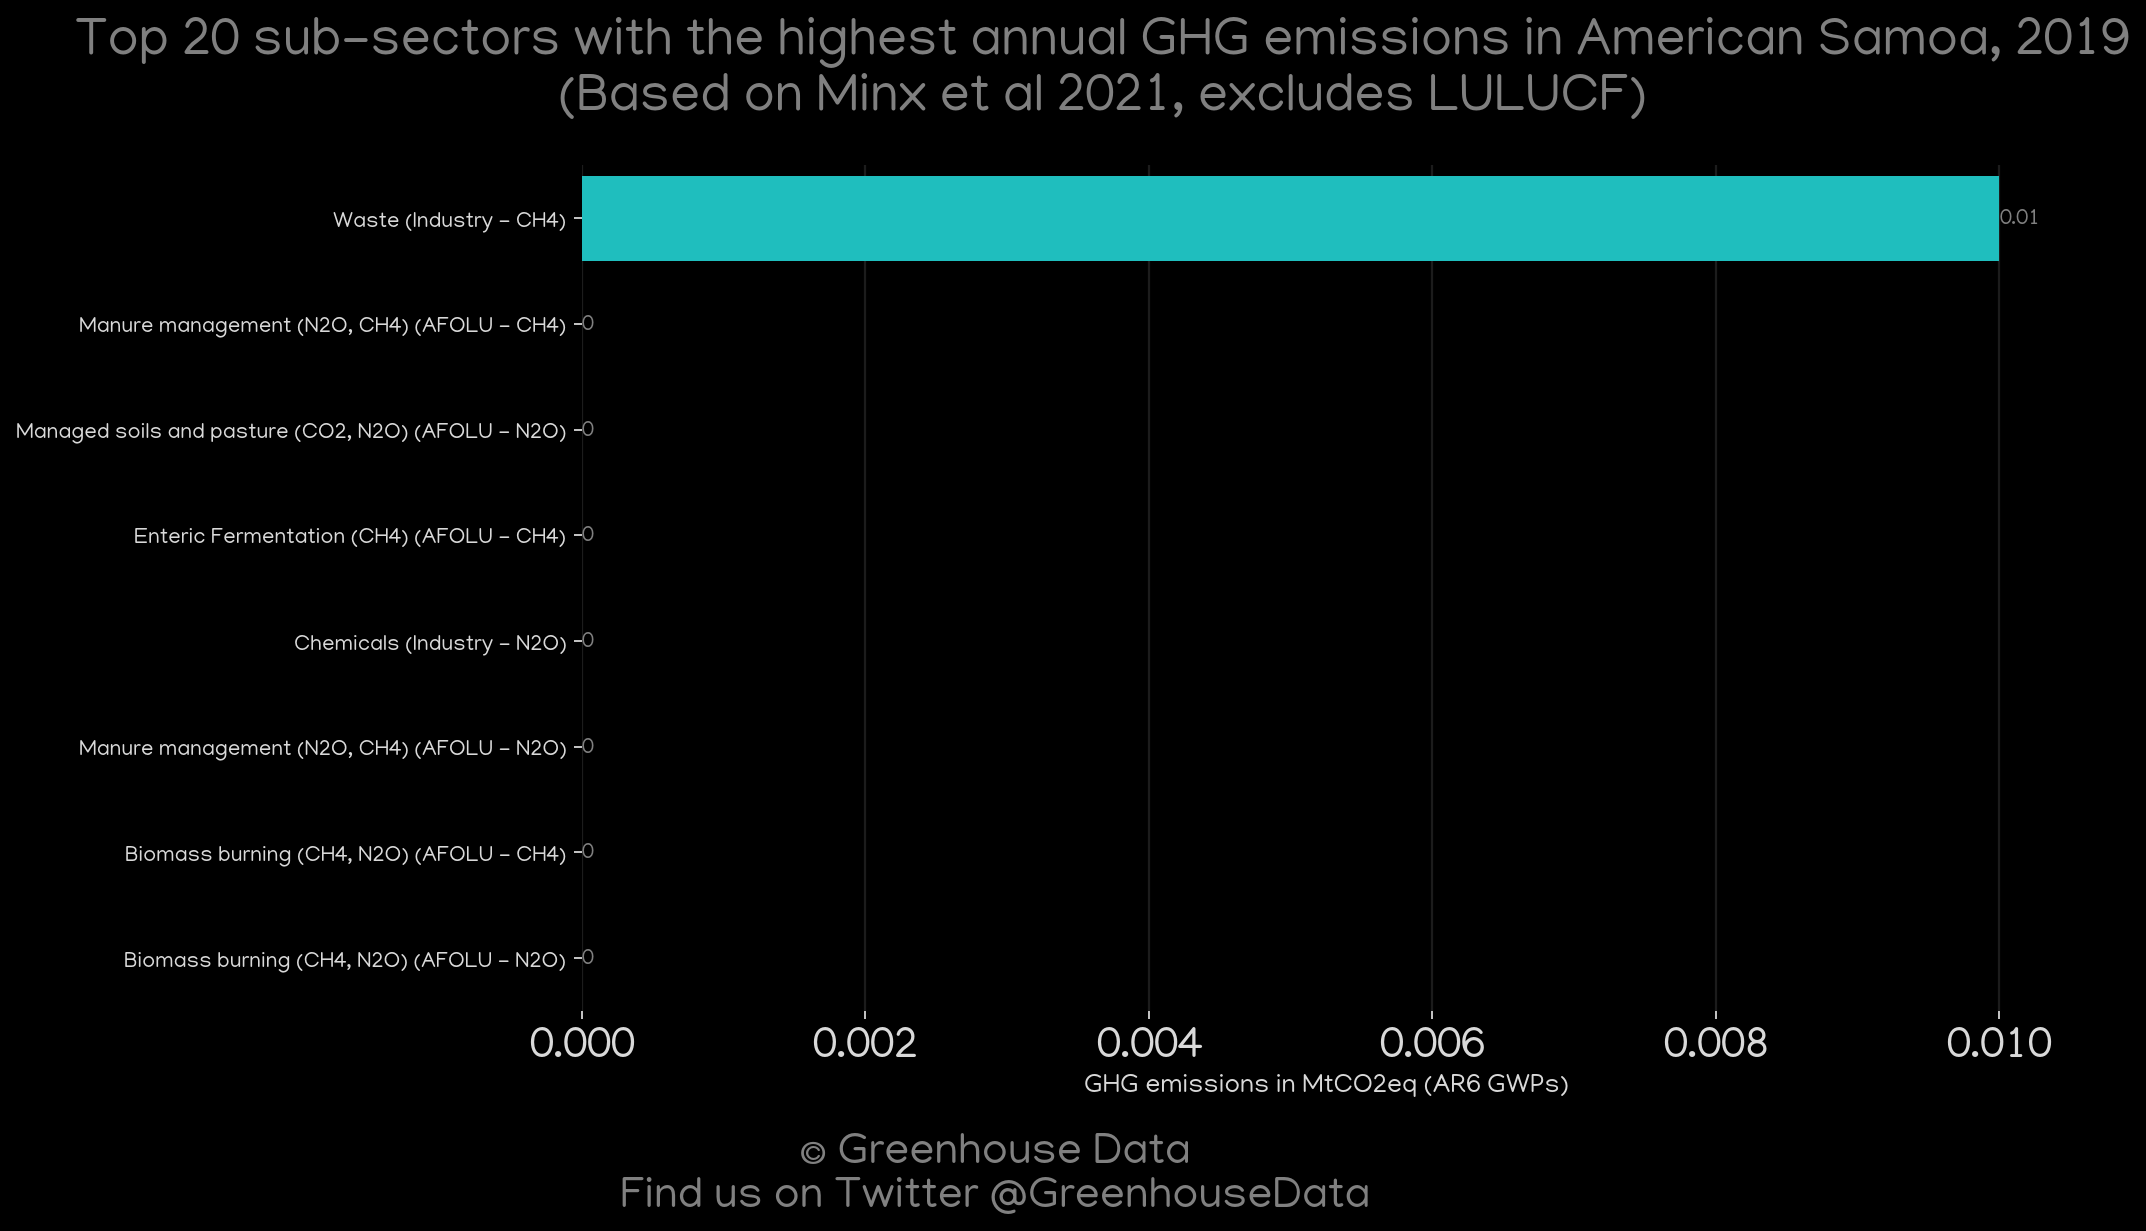 Top 20 sub-sectors with the highest annual GHG emissions in American Samoa, 2019
(Based on Minx et al 2021, excludes LULUCF)
Waste (Industry - CH4)
0.01
Manure management (N2O, CH4) (AFOLU - CH4)
0
Managed soils and pasture (CO2, N2O) (AFOLU - N2O)
0
Enteric Fermentation (CH4) (AFOLU - CH4)
0
Chemicals (Industry - N2O)
0
Manure management (N2O, CH4) (AFOLU - N2O)
0
Biomass burning (CH4, N2O) (AFOLU - CH4)
0
Biomass burning (CH4, N2O) (AFOLU - N2O)
0
0.000 0.002 0.004 0.006 0.008 0.010
GHG emissions in MtCO2eq (AR6 GWPs)
© Greenhouse Data
Find us on Twitter @GreenhouseData